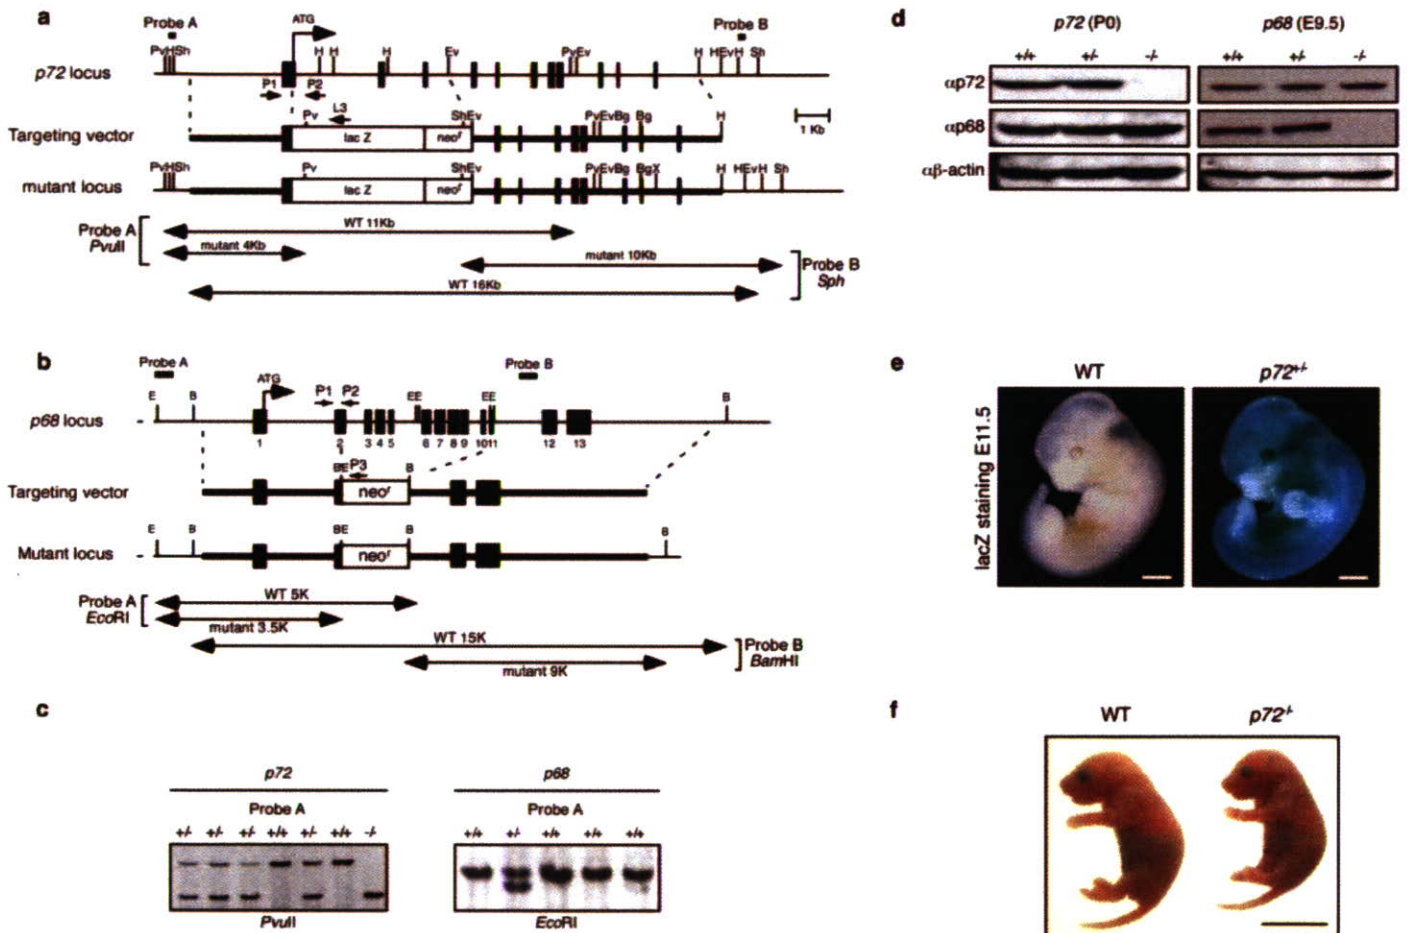 a
Probe A
ATG
Probe B
PvHSh H H H Ev PvEv H HEvH Sh
p72 locus
P1 P2
L3
Pv ShEv PvEvBg Bg H
1 Kb
Targeting vector
lac Z neoʳ
PvHSh Pv ShEv PvEvBg BgX H HEvH Sh
mutant locus
lac Z neoʳ
Probe A
PvuII
WT 11Kb
mutant 4Kb
mutant 10Kb
WT 16Kb
Probe B
Sph
b
Probe A
Probe B
ATG
P1 P2
E B EE EE B
p68 locus
1 2 3 4 5 6 7 8 9 10 11 12 13
BE P3 B
Targeting vector
neoʳ
E B BE B B
Mutant locus
neoʳ
Probe A
EcoRI
WT 5K
mutant 3.5K
WT 15K
mutant 9K
Probe B
BamHI
c
p72
Probe A
+/- +/- +/- +/+ +/- +/+ -/-
PvuII
p68
Probe A
+/+ +/- +/+ +/+ +/+
EcoRI
d
p72 (P0)
p68 (E9.5)
+/+ +/- -/- +/+ +/- -/-
αp72
αp68
αβ-actin
e
WT
p72+/-
lacZ staining E11.5
f
WT
p72-/-